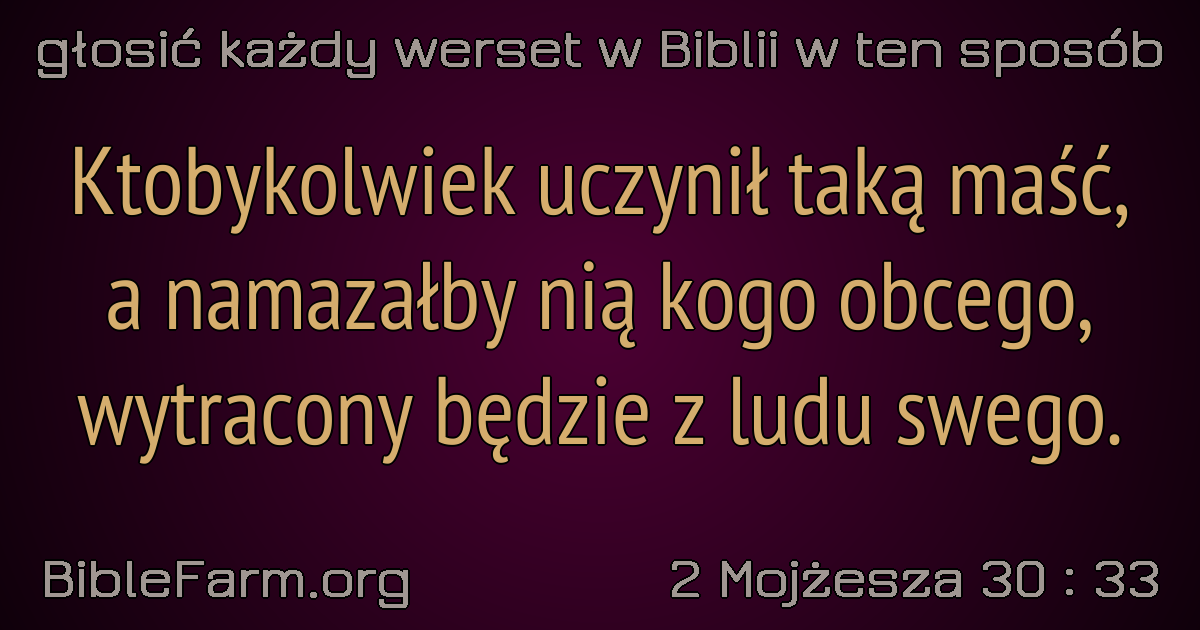 głosić każdy werset w Biblii w ten sposób
Ktobykolwiek uczynił taką maść,
a namazałby nią kogo obcego,
wytracony będzie z ludu swego.
BibleFarm.org
2 Mojżesza 30 : 33